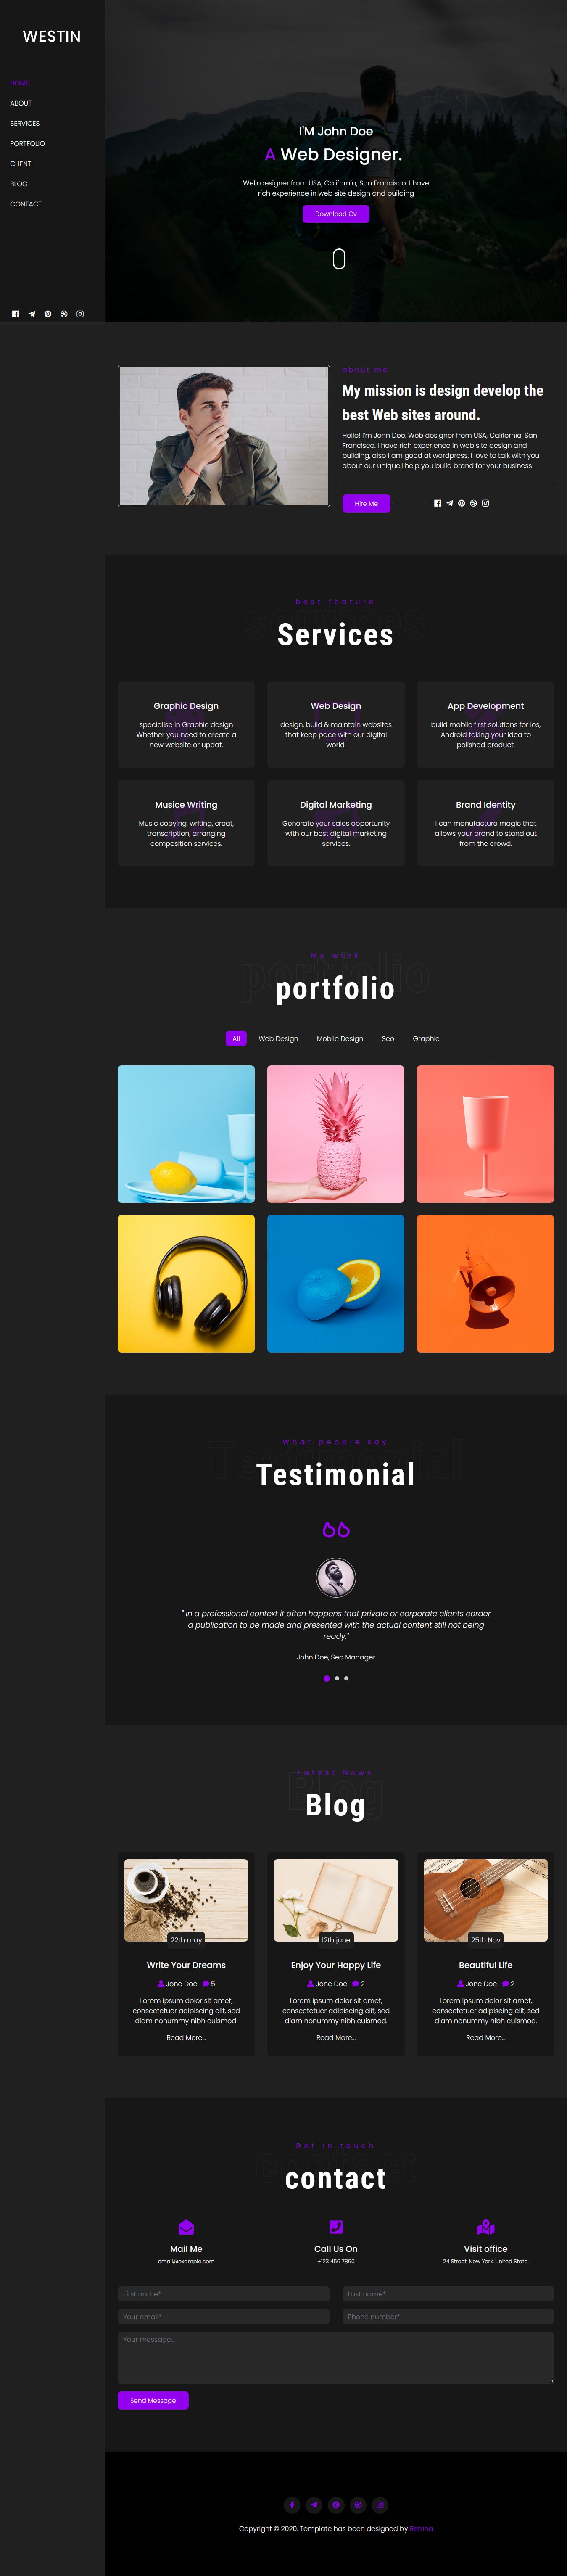 WESTIN
HOME
ABOUT
SERVICES
PORTFOLIO
CLIENT
BLOG
CONTACT
I'M John Doe
A Web Designer.
Web designer from USA, California, San Francisco. I have
rich experience in web site design and building
Download Cv
about me
My mission is design develop the
best Web sites around.
Hello! I'm John Doe. Web designer from USA, California, San
Francisco. I have rich experience in web site design and
building, also I am good at wordpress. I love to talk with you
about our unique.I help you build brand for your business
Hire Me
best feature
services
Services
Graphic Design
specialise in Graphic design
Whether you need to create a
new website or updat.
Web Design
design, build & maintain websites
that keep pace with our digital
world.
App Development
build mobile first solutions for ios,
Android taking your idea to
polished product.
Musice Writing
Music copying, writing, creat,
transcription, arranging
composition services.
Digital Marketing
Generate your sales opportunity
with our best digital marketing
services.
Brand Identity
I can manufacture magic that
allows your brand to stand out
from the crowd.
My work
portfolio
portfolio
All
Web Design
Mobile Design
Seo
Graphic
What people say
Testimonial
Testimonial
" In a professional context it often happens that private or corporate clients corder
a publication to be made and presented with the actual content still not being
ready."
John Doe, Seo Manager
Latest News
Blog
Blog
22th may
Write Your Dreams
Jone Doe 5
Lorem ipsum dolor sit amet,
consectetuer adipiscing elit, sed
diam nonummy nibh euismod.
Read More...
12th june
Enjoy Your Happy Life
Jone Doe 2
Lorem ipsum dolor sit amet,
consectetuer adipiscing elit, sed
diam nonummy nibh euismod.
Read More...
25th Nov
Beautiful Life
Jone Doe 2
Lorem ipsum dolor sit amet,
consectetuer adipiscing elit, sed
diam nonummy nibh euismod.
Read More...
Get in touch
contact
contact
Mail Me
email@example.com
Call Us On
+123 456 7890
Visit office
24 Street, New York, United State.
First name*
Last name*
Your email*
Phone number*
Your message...
Send Message
Copyright © 2020. Template has been designed by Retrina